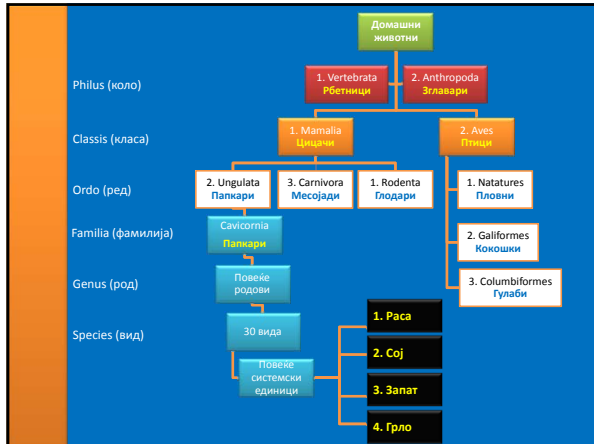 Домашни
животни
Philus (коло)
1. Vertebrata
Рбетници
2. Anthropoda
Зглавари
Classis (класа)
1. Mamalia
Цицачи
2. Aves
Птици
Ordo (ред)
2. Ungulata
Папкари
3. Carnivora
Месојади
1. Rodenta
Глодари
1. Natatures
Пловни
Familia (фамилија)
Cavicornia
Папкари
2. Galiformes
Кокошки
Genus (род)
Повеќе
родови
3. Columbiformes
Гулаби
Species (вид)
30 вида
Повеќе
системски
единици
1. Раса
2. Сој
3. Запат
4. Грло